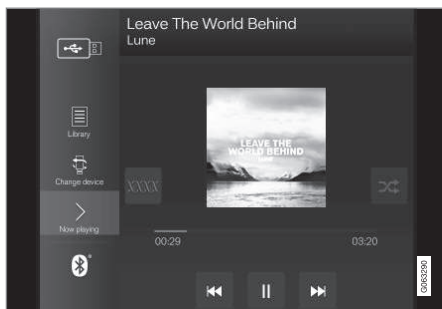 Leave The World Behind
Lune
Library
LEAVE THE
WORLD BEHIND
Change device
XXXX
Now playing
00:29
03:20
G063290